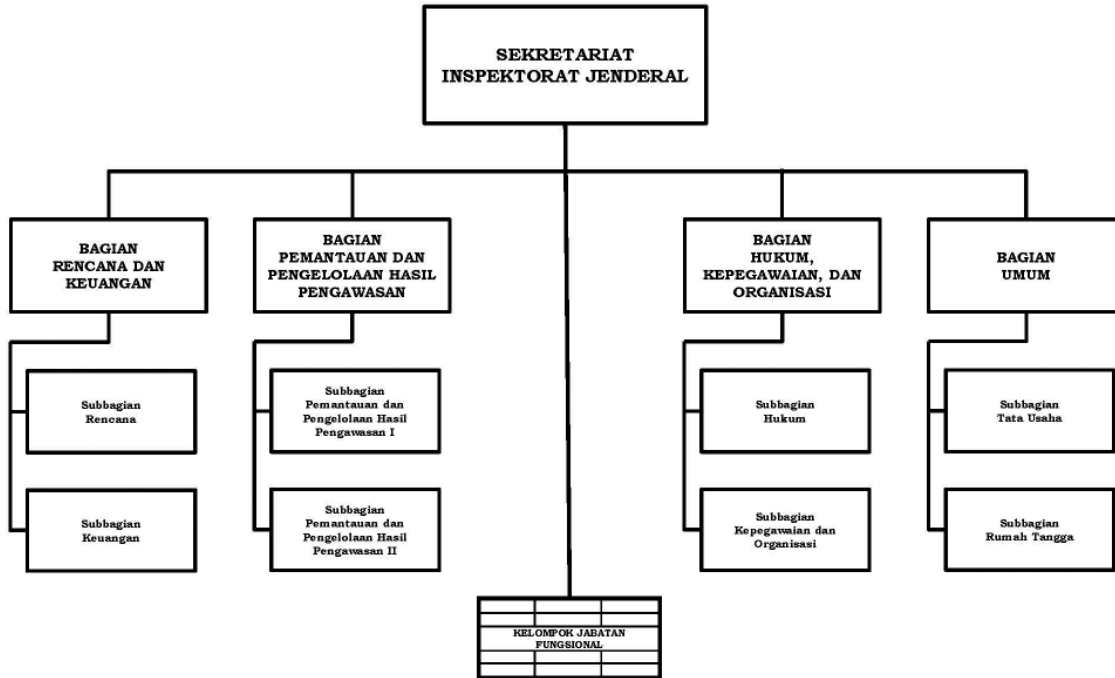 SEKRETARIAT
INSPEKTORAT JENDERAL
BAGIAN
RENCANA DAN
KEUANGAN
BAGIAN
PEMANTAUAN DAN
PENGELOLAAN HASIL
PENGAWASAN
BAGIAN
HUKUM,
KEPEGAWAIAN, DAN
ORGANISASI
BAGIAN
UMUM
Subbagian
Rencana
Subbagian
Pemantauan dan
Pengelolaan Hasil
Pengawasan I
Subbagian
Hukum
Subbagian
Tata Usaha
Subbagian
Keuangan
Subbagian
Pemantauan dan
Pengelolaan Hasil
Pengawasan II
Subbagian
Kepegawaian dan
Organisasi
Subbagian
Rumah Tangga
KELOMPOK JABATAN
FUNGSIONAL